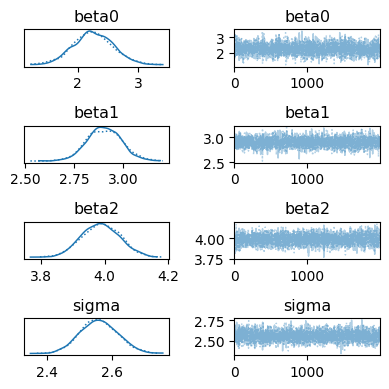 beta0 beta0
3
2
2 3 0 1000
beta1 beta1
3.0
2.5
2.50 2.75 3.00 0 1000
beta2 beta2
4.00
3.75
3.8 4.0 4.2 0 1000
sigma sigma
2.75
2.50
2.4 2.6 0 1000